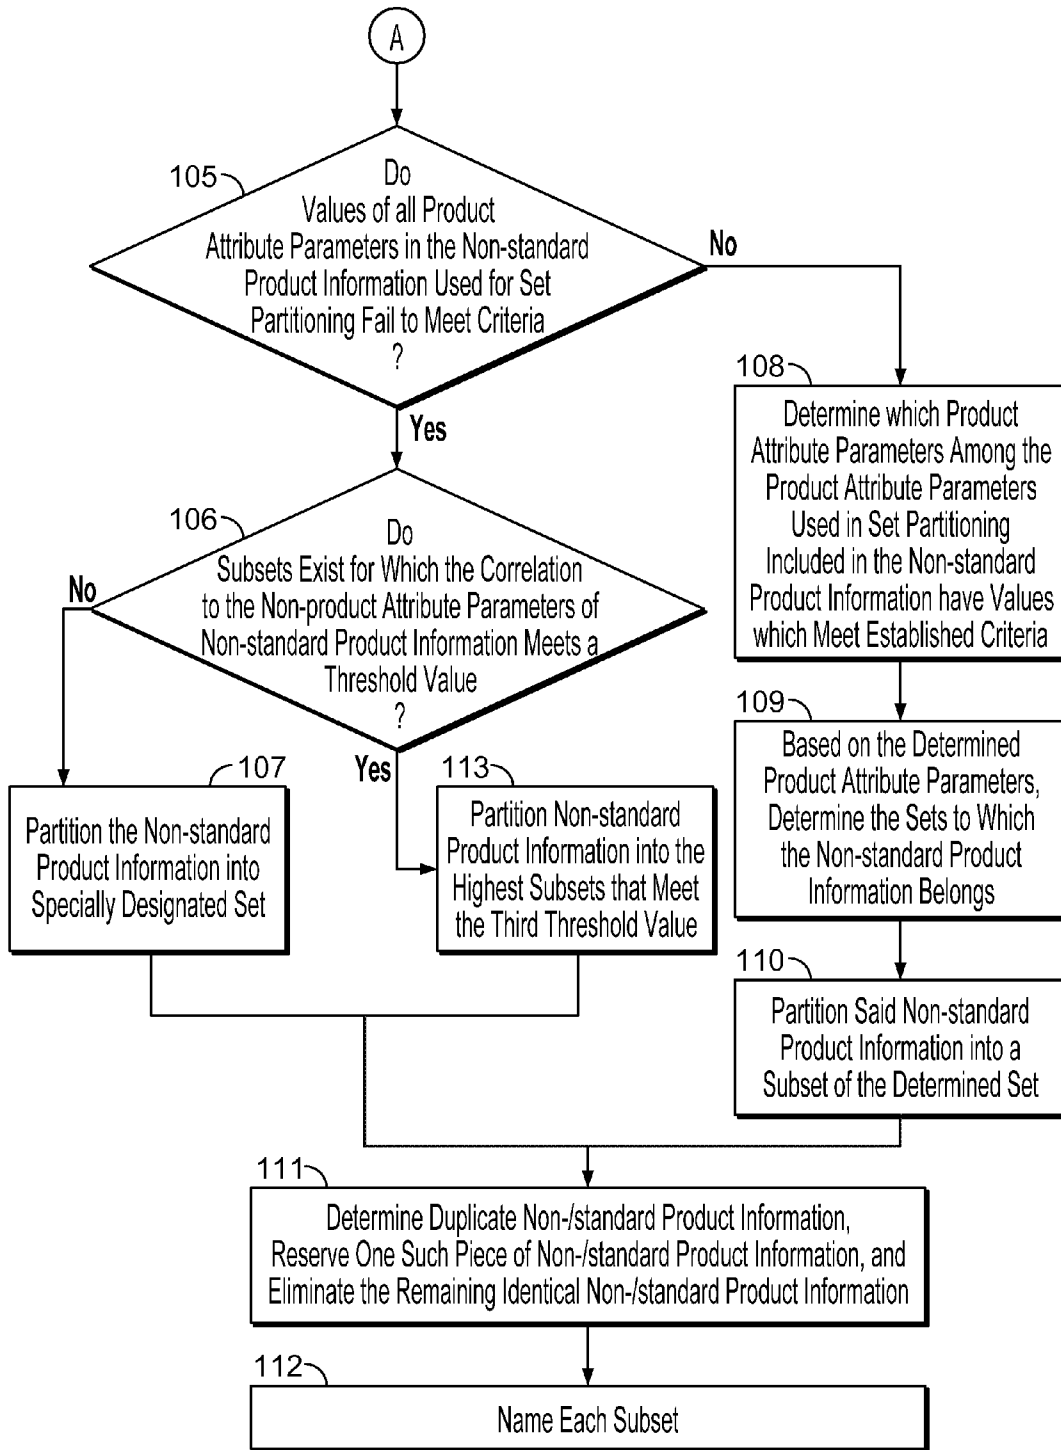 A
105
Do
Values of all Product
Attribute Parameters in the Non-standard
Product Information Used for Set
Partitioning Fail to Meet Criteria
?
No
Yes
108
Determine which Product
Attribute Parameters Among the
Product Attribute Parameters
Used in Set Partitioning
Included in the Non-standard
Product Information have Values
which Meet Established Criteria
106
Do
Subsets Exist for Which the Correlation
to the Non-product Attribute Parameters of
Non-standard Product Information Meets a
Threshold Value
?
No
Yes
109
Based on the Determined
Product Attribute Parameters,
Determine the Sets to Which
the Non-standard Product
Information Belongs
107
Partition the Non-standard
Product Information into
Specially Designated Set
113
Partition Non-standard
Product Information into the
Highest Subsets that Meet
the Third Threshold Value
110
Partition Said Non-standard
Product Information into a
Subset of the Determined Set
111
Determine Duplicate Non-/standard Product Information,
Reserve One Such Piece of Non-/standard Product Information, and
Eliminate the Remaining Identical Non-/standard Product Information
112
Name Each Subset